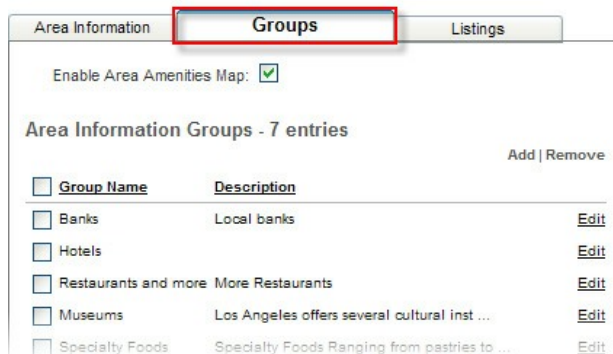 Area Information Groups Listings
Enable Area Amenities Map:
Area Information Groups - 7 entries
Add | Remove
Group Name Description
Banks Local banks Edit
Hotels Edit
Restaurants and more More Restaurants Edit
Museums Los Angeles offers several cultural inst ... Edit
Specialty Foods Specialty Foods Ranging from pastries to ... Edit